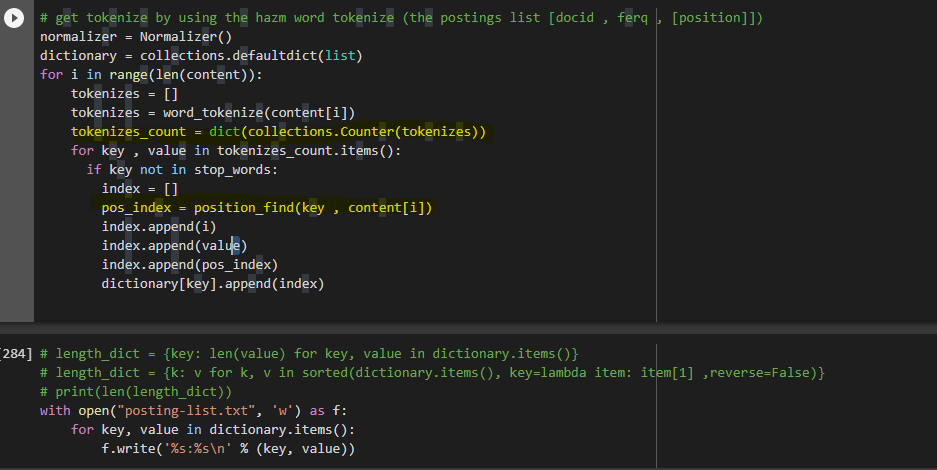 # get tokenize by using the hazm word tokenize (the postings list [docid , ferq , [position]])
normalizer = Normalizer()
dictionary = collections.defaultdict(list)
for i in range(len(content)):
    tokenizes = []
    tokenizes = word_tokenize(content[i])
    tokenizes_count = dict(collections.Counter(tokenizes))
    for key , value in tokenizes_count.items():
      if key not in stop_words:
        index = []
        pos_index = position_find(key , content[i])
        index.append(i)
        index.append(value)
        index.append(pos_index)
        dictionary[key].append(index)
[284] # length_dict = {key: len(value) for key, value in dictionary.items()}
# length_dict = {k: v for k, v in sorted(dictionary.items(), key=lambda item: item[1] ,reverse=False)}
# print(len(length_dict))
with open("posting-list.txt", 'w') as f:
    for key, value in dictionary.items():
        f.write('%s:%s\n' % (key, value))